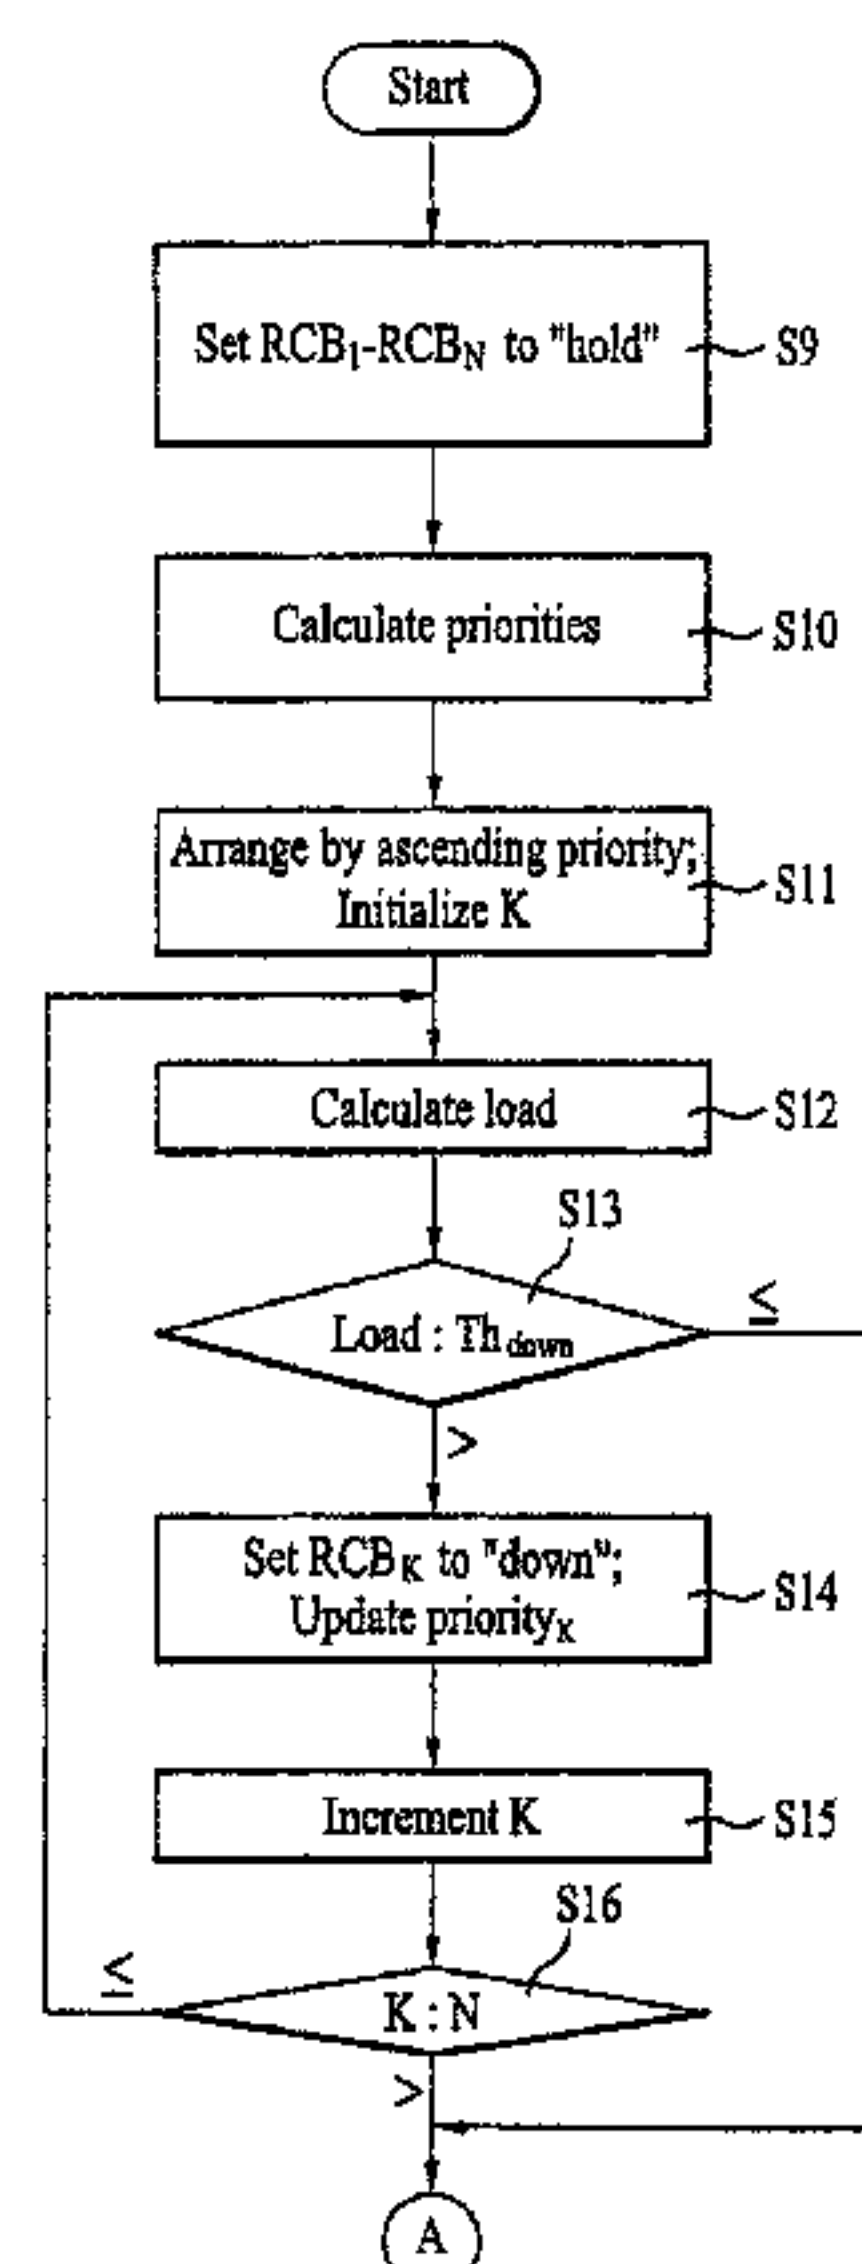 Start
Set RCB1-RCBN to "hold"
S9
Calculate priorities
S10
Arrange by ascending priority;
Initialize K
S11
Calculate load
S12
S13
Load : Thdown
≤
>
Set RCBK to "down";
Update priorityK
S14
Increment K
S15
S16
K : N
≤
>
A